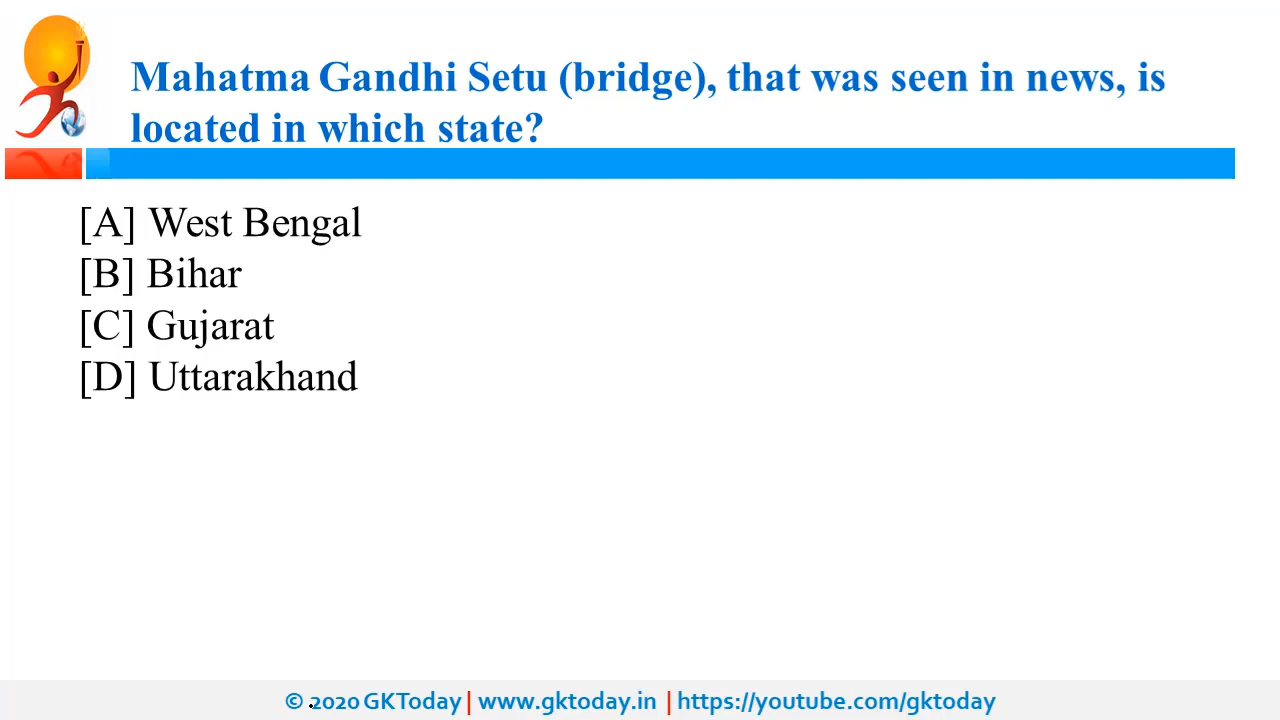 Mahatma Gandhi Setu (bridge), that was seen in news, is
located in which state?
[A] West Bengal
[B] Bihar
[C] Gujarat
[D] Uttarakhand
© 2020 GKToday | www.gktoday.in | https://youtube.com/gktoday